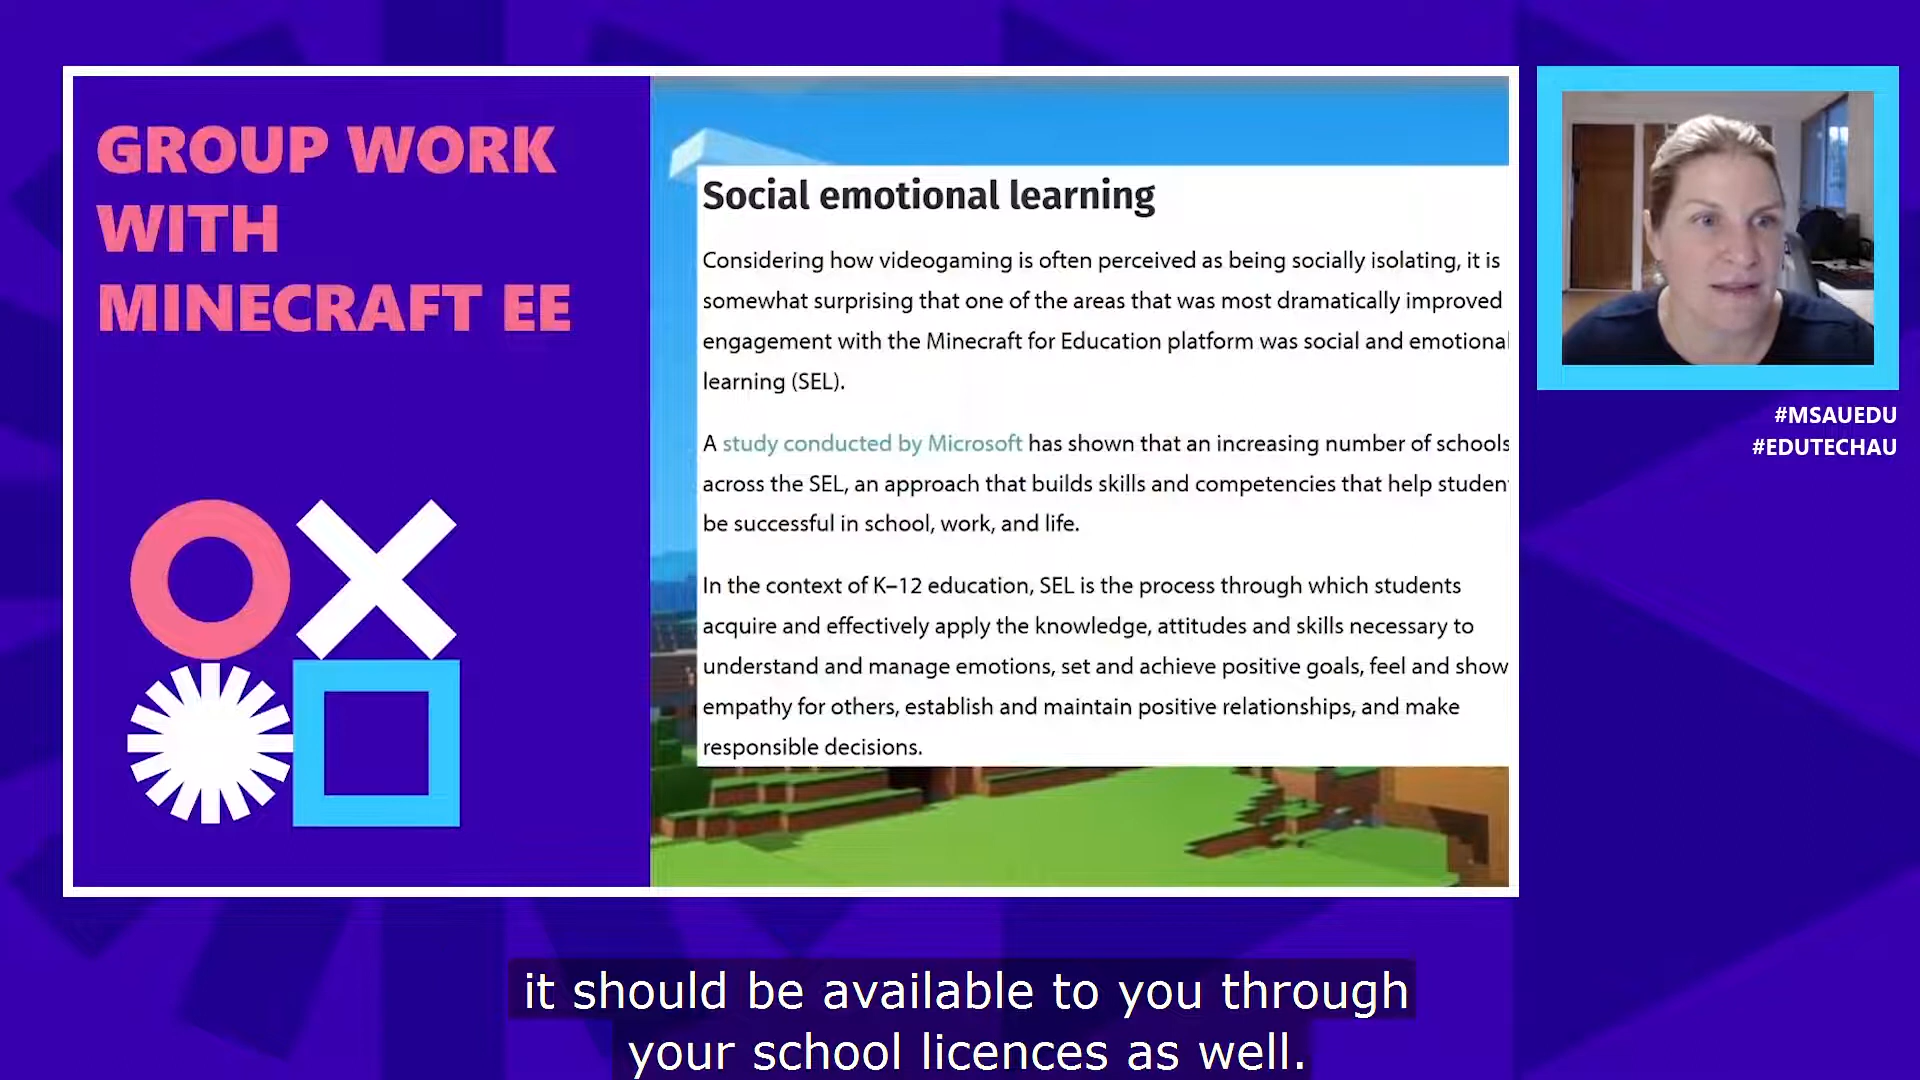 GROUP WORK
WITH
MINECRAFT EE
Social emotional learning
Considering how videogaming is often perceived as being socially isolating, it is
somewhat surprising that one of the areas that was most dramatically improved
engagement with the Minecraft for Education platform was social and emotional
learning (SEL).
A study conducted by Microsoft has shown that an increasing number of schools
across the SEL, an approach that builds skills and competencies that help studen
be successful in school, work, and life.
In the context of K–12 education, SEL is the process through which students
acquire and effectively apply the knowledge, attitudes and skills necessary to
understand and manage emotions, set and achieve positive goals, feel and show
empathy for others, establish and maintain positive relationships, and make
responsible decisions.
#MSAUEDU
#EDUTECHAU
it should be available to you through
your school licences as well.